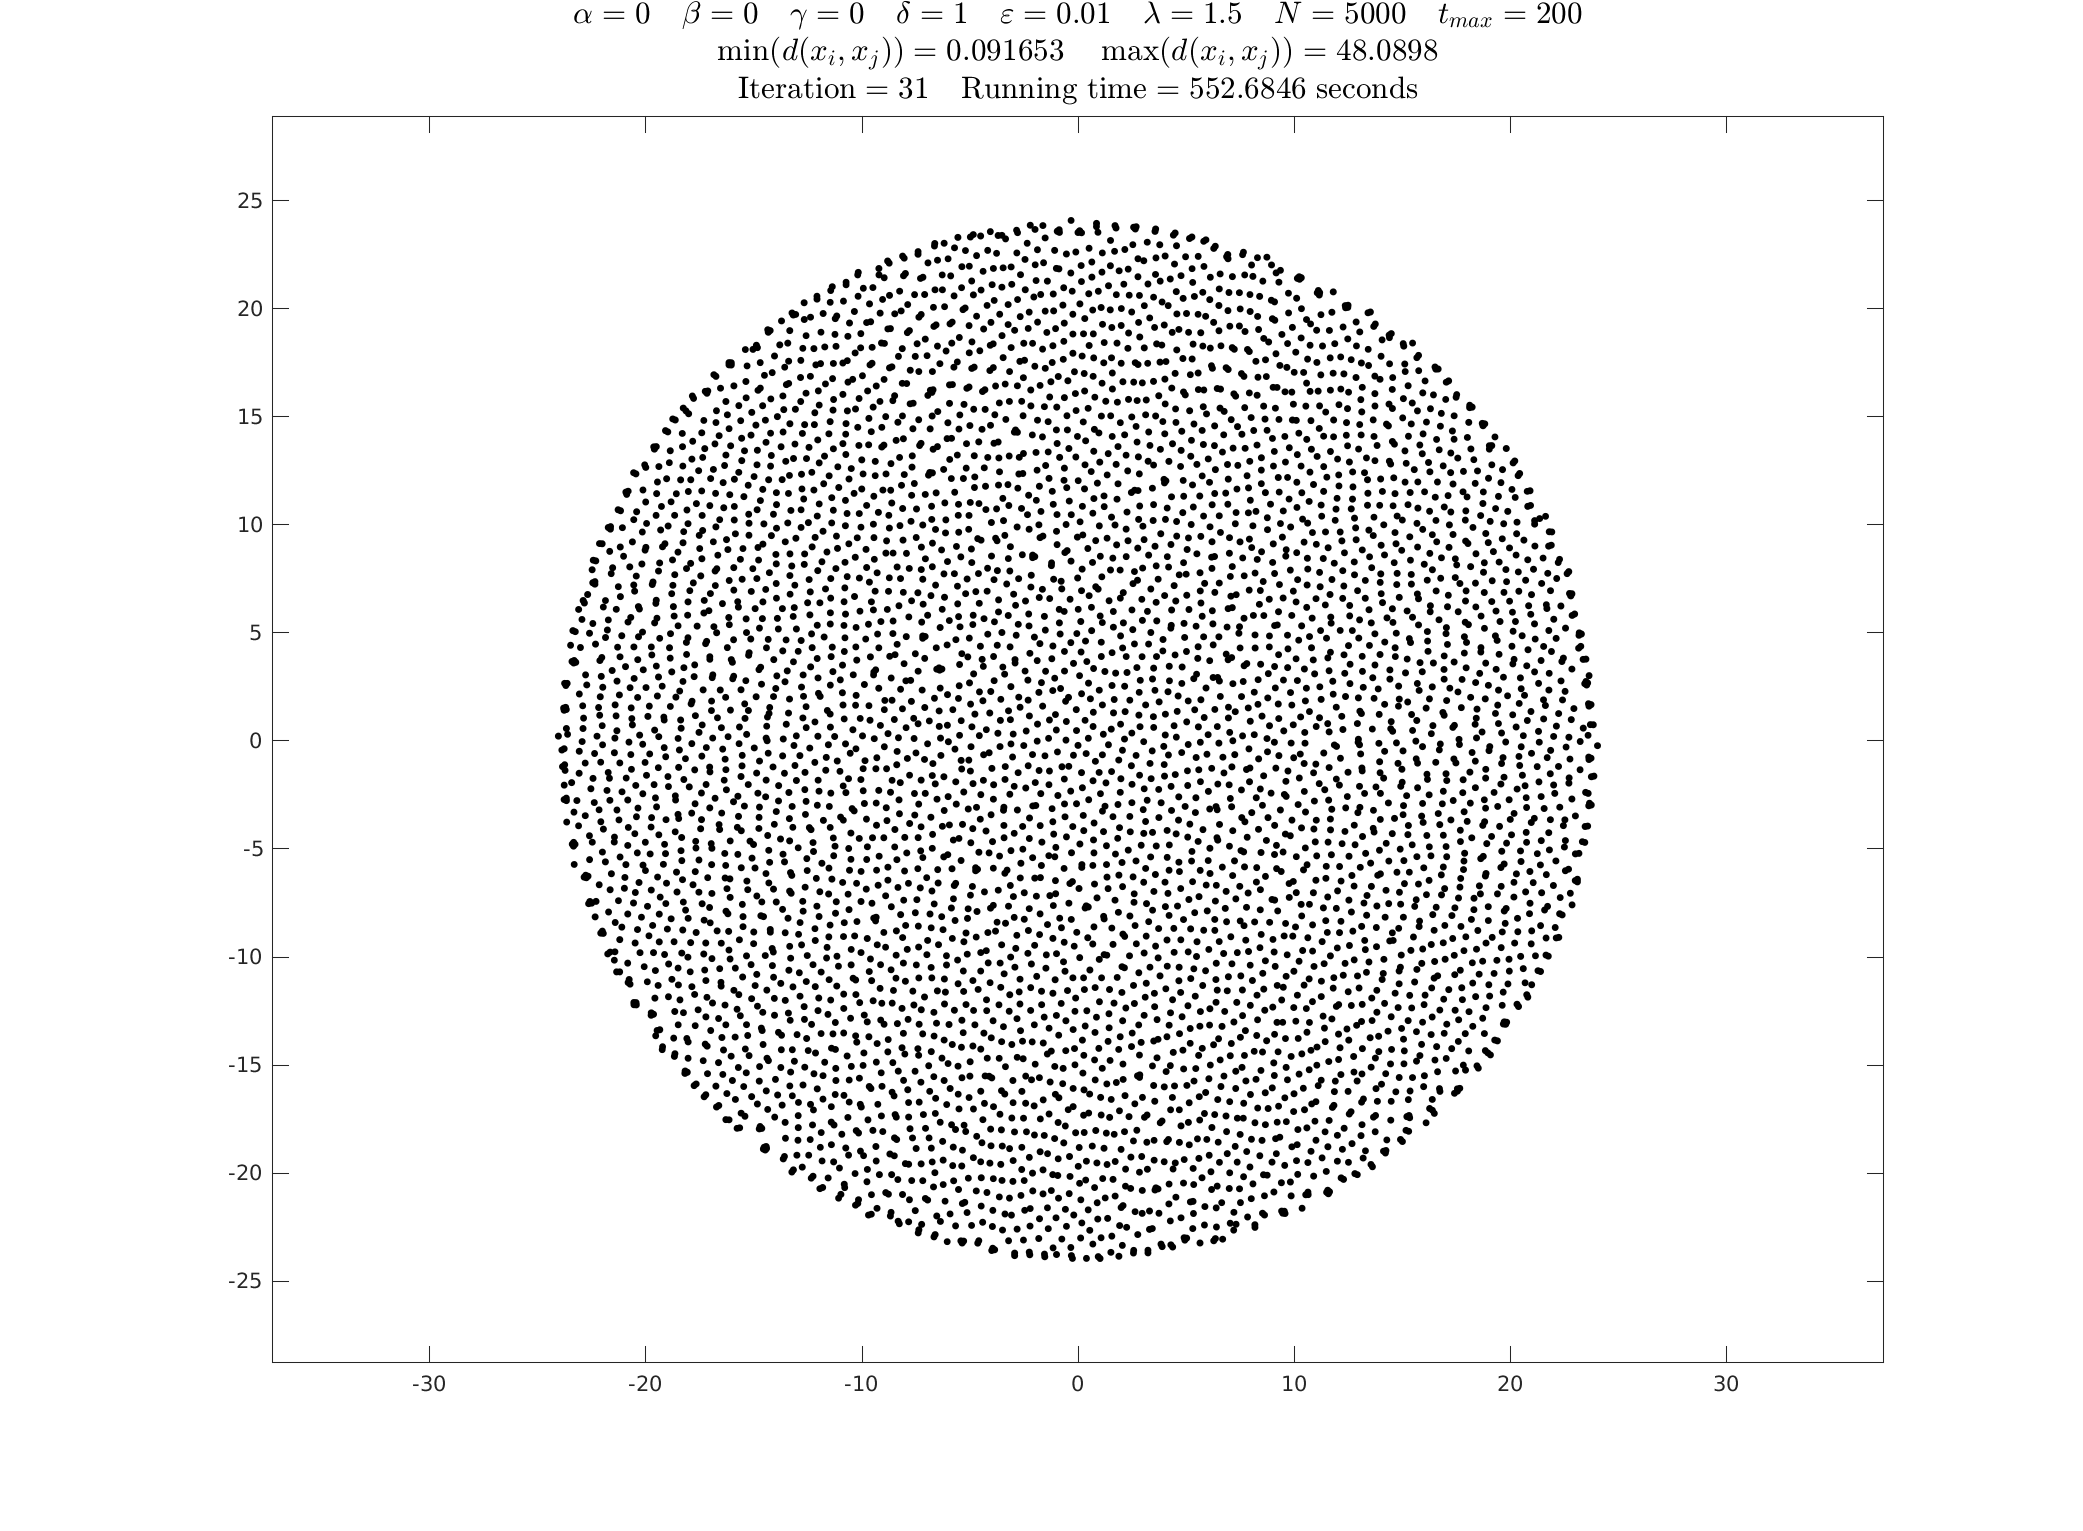 α = 0 β = 0 γ = 0 δ = 1 ε = 0.01 λ = 1.5 N = 5000 t_{max} = 200
min(d(x_i, x_j)) = 0.091653 max(d(x_i, x_j)) = 48.0898
Iteration = 31 Running time = 552.6846 seconds
25
20
15
10
5
0
-5
-10
-15
-20
-25
-30 -20 -10 0 10 20 30